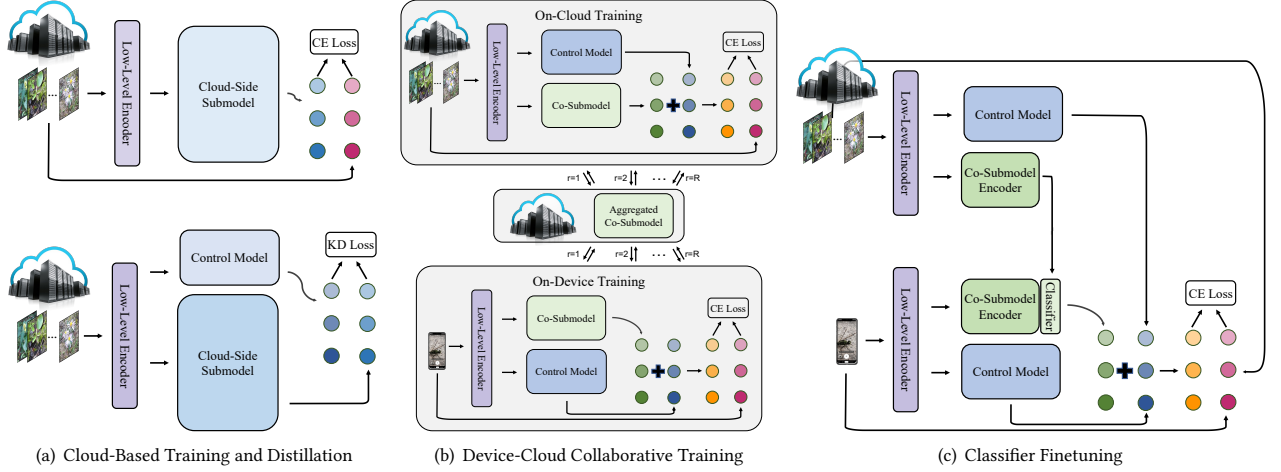 Low-Level Encoder
Cloud-Side
Submodel
CE Loss
...
Low-Level Encoder
Control Model
Cloud-Side
Submodel
KD Loss
...
(a) Cloud-Based Training and Distillation
On-Cloud Training
Low-Level Encoder
Control Model
Co-Submodel
CE Loss
...
r=1
r=2
...
r=R
Aggregated
Co-Submodel
r=1
r=2
...
r=R
On-Device Training
Low-Level Encoder
Co-Submodel
Control Model
CE Loss
(b) Device-Cloud Collaborative Training
Low-Level Encoder
Control Model
Co-Submodel
Encoder
...
Low-Level Encoder
Co-Submodel
Encoder
Classifier
Control Model
CE Loss
(c) Classifier Finetuning